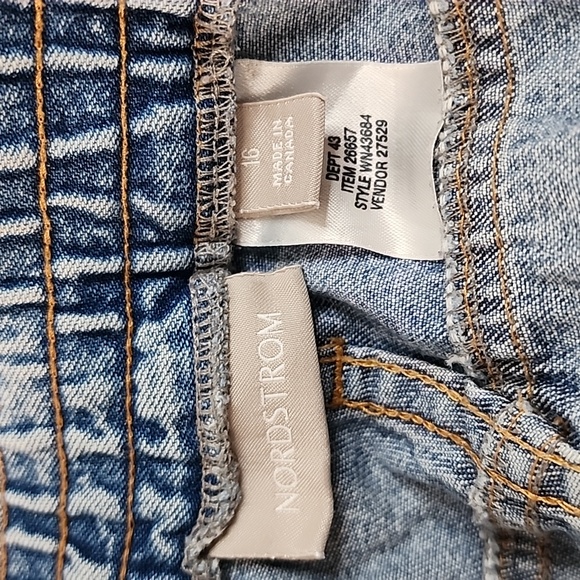 16
MADE IN
CANADA
DEPT 43
ITEM 26657
STYLE WN43684
VENDOR 27529
NORDSTROM